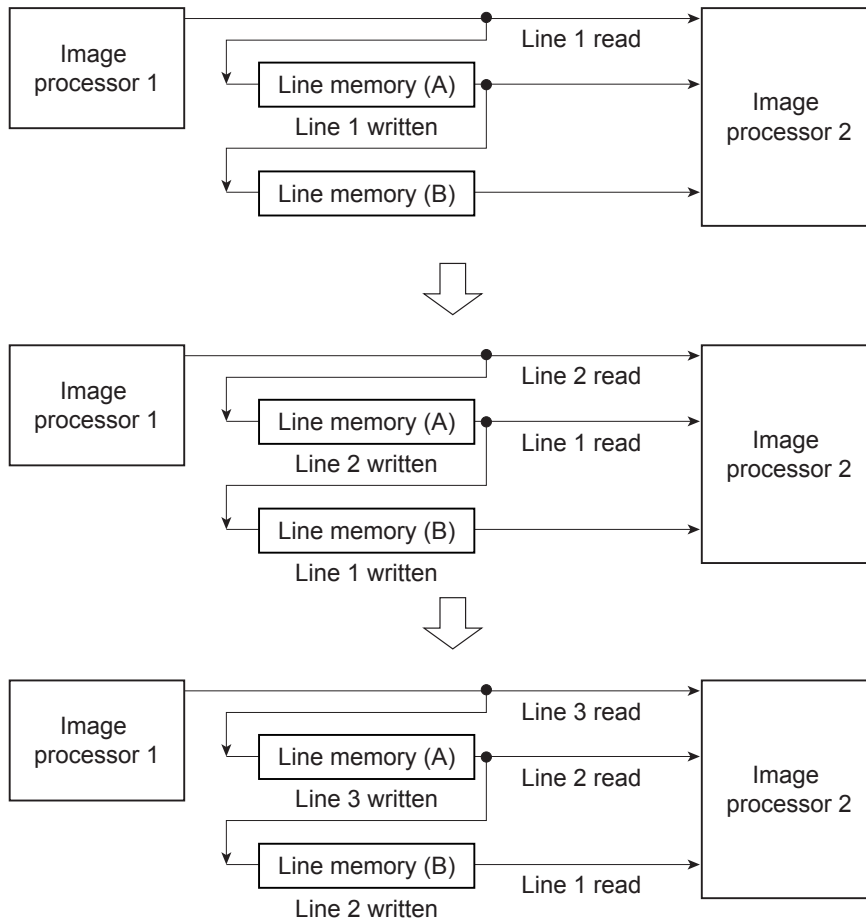 Image
processor 1
Line 1 read
Line memory (A)
Line 1 written
Line memory (B)
Image
processor 2
Image
processor 1
Line 2 read
Line memory (A)
Line 2 written
Line 1 read
Line memory (B)
Line 1 written
Image
processor 2
Image
processor 1
Line 3 read
Line memory (A)
Line 3 written
Line 2 read
Line memory (B)
Line 2 written
Line 1 read
Image
processor 2